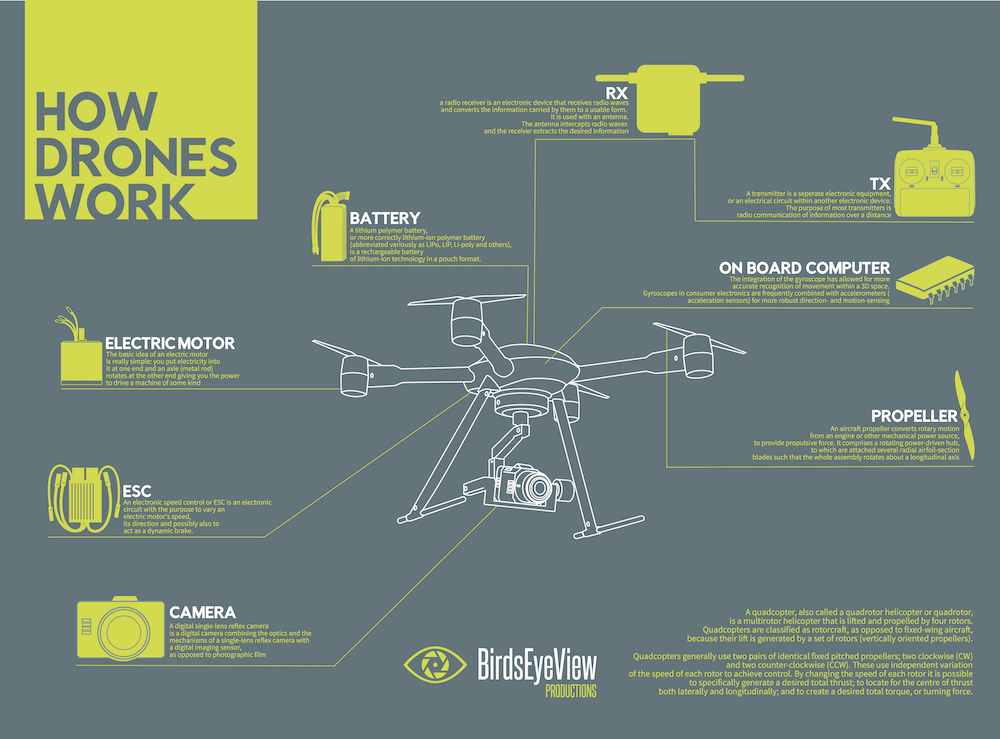 HOW
DRONES
WORK
RX
a radio receiver is an electronic device that receives radio waves
and converts the information carried by them to a usable form.
It is used with an antenna.
The antenna intercepts radio waves
and the receiver extracts the desired information
TX
A transmitter is a seperate electronic equipment,
or an electrical circuit within another electronic device.
The purpose of most transmitters is
radio communication of information over a distance
BATTERY
A lithium polymer battery,
or more correctly lithium-ion polymer battery
(abbreviated variously as LiPo, LIP, Li-poly and others),
is a rechargeable battery
of lithium-ion technology in a pouch format.
ON BOARD COMPUTER
The integration of the gyroscope has allowed for more
accurate recognition of movement within a 3D space.
Gyroscopes in consumer electronics are frequently combined with accelerometers (
acceleration sensors) for more robust direction- and motion-sensing
ELECTRIC MOTOR
The basic idea of an electric motor
is really simple: you put electricity into
it at one end and an axle (metal rod)
rotates at the other end giving you the power
to drive a machine of some kind
PROPELLER
An aircraft propeller converts rotary motion
from an engine or other mechanical power source,
to provide propulsive force. It comprises a rotating power-driven hub,
to which are attached several radial airfoil-section
blades such that the whole assembly rotates about a longitudinal axis
ESC
An electronic speed control or ESC is an electronic
circuit with the purpose to vary an
electric motor's speed,
its direction and possibly also to
act as a dynamic brake.
CAMERA
A digital single-lens reflex camera
is a digital camera combining the optics and the
mechanisms of a single-lens reflex camera with
a digital imaging sensor,
as opposed to photographic film
A quadcopter, also called a quadrotor helicopter or quadrotor,
is a multirotor helicopter that is lifted and propelled by four rotors.
Quadcopters are classified as rotorcraft, as opposed to fixed-wing aircraft,
because their lift is generated by a set of rotors (vertically oriented propellers).
Quadcopters generally use two pairs of identical fixed pitched propellers; two clockwise (CW)
and two counter-clockwise (CCW). These use independent variation
of the speed of each rotor to achieve control. By changing the speed of each rotor it is possible
to specifically generate a desired total thrust; to locate for the centre of thrust
both laterally and longitudinally; and to create a desired total torque, or turning force.
BirdsEyeView
PRODUCTIONS